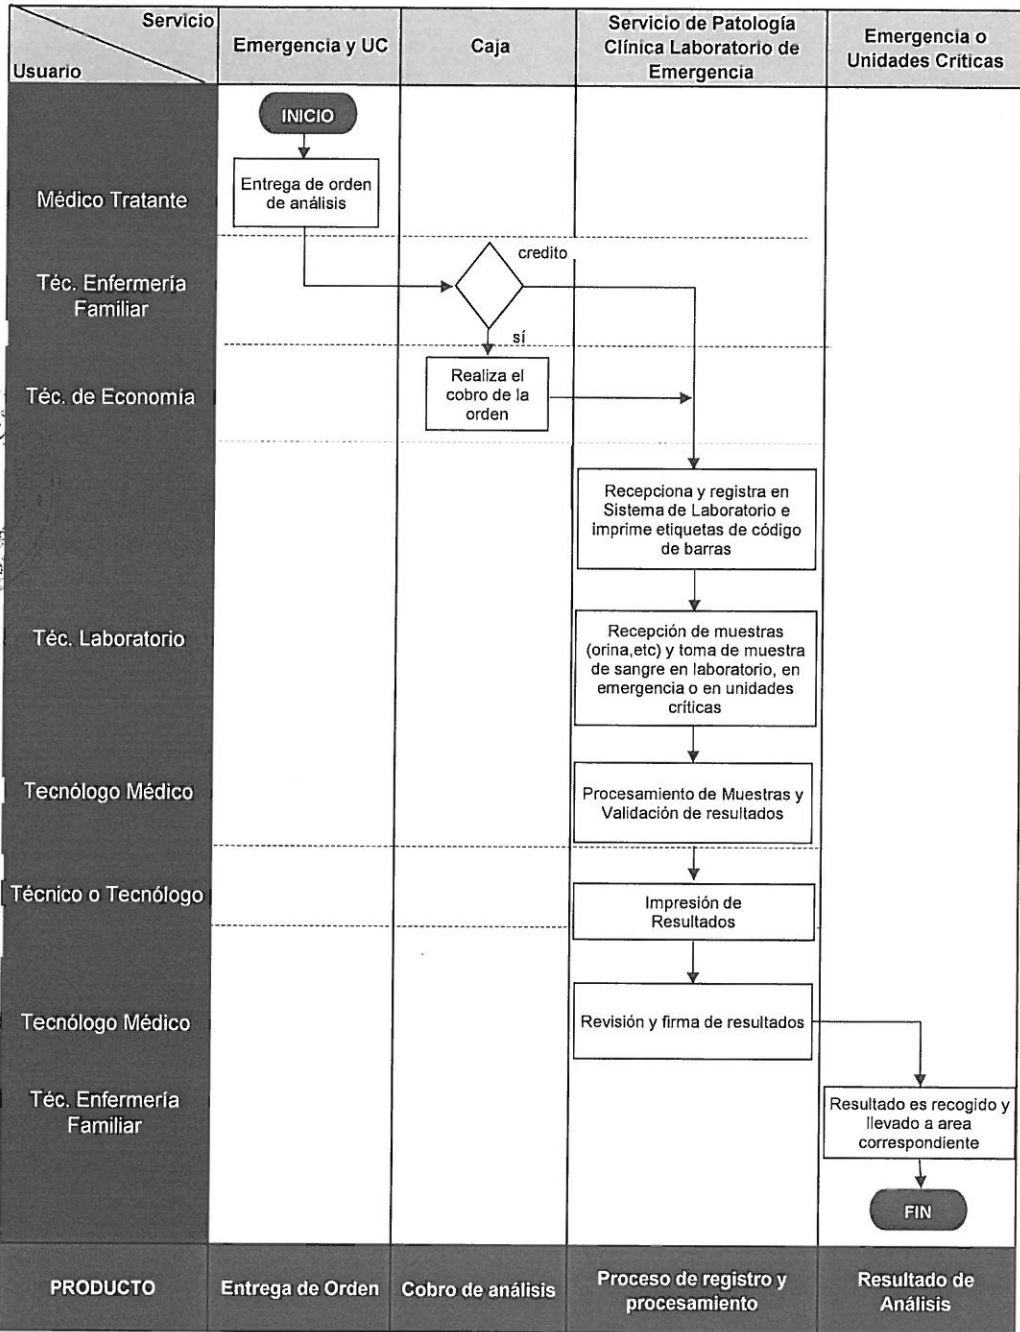 Servicio
Usuario
Emergencia y UC
Caja
Servicio de Patología
Clínica Laboratorio de
Emergencia
Emergencia o
Unidades Críticas
INICIO
Médico Tratante
Entrega de orden
de análisis
Téc. Enfermería
Familiar
credito
sí
Téc. de Economía
Realiza el
cobro de la
orden
Recepciona y registra en
Sistema de Laboratorio e
imprime etiquetas de código
de barras
Téc. Laboratorio
Recepción de muestras
(orina,etc) y toma de muestra
de sangre en laboratorio, en
emergencia o en unidades
críticas
Tecnólogo Médico
Procesamiento de Muestras y
Validación de resultados
Técnico o Tecnólogo
Impresión de
Resultados
Tecnólogo Médico
Revisión y firma de resultados
Téc. Enfermería
Familiar
Resultado es recogido y
llevado a area
correspondiente
FIN
PRODUCTO
Entrega de Orden
Cobro de análisis
Proceso de registro y
procesamiento
Resultado de
Análisis